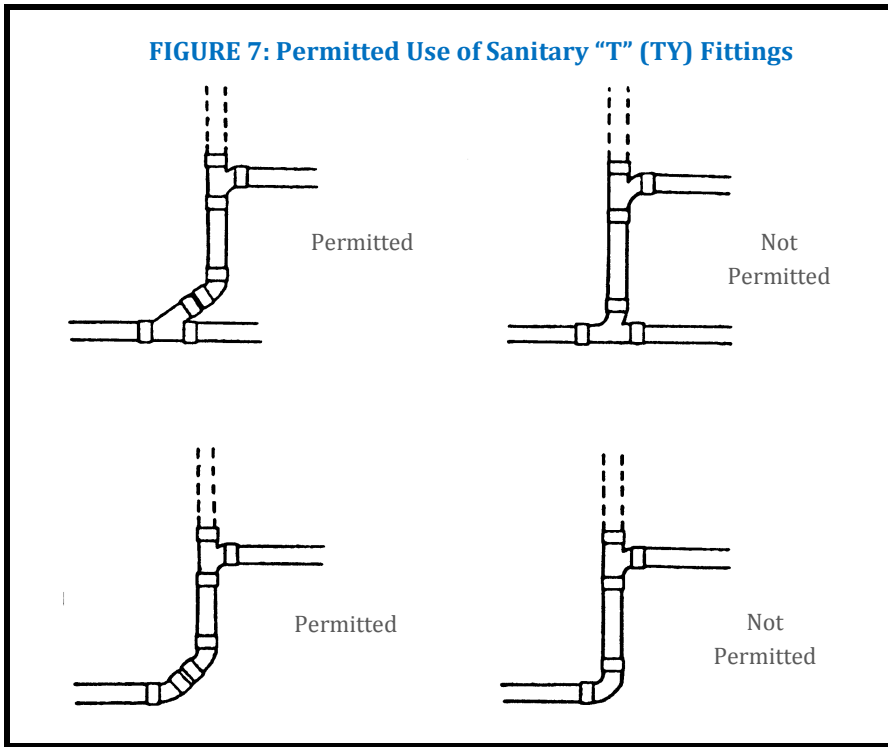 FIGURE 7: Permitted Use of Sanitary “T” (TY) Fittings
Permitted
Not
Permitted
Permitted
Not
Permitted